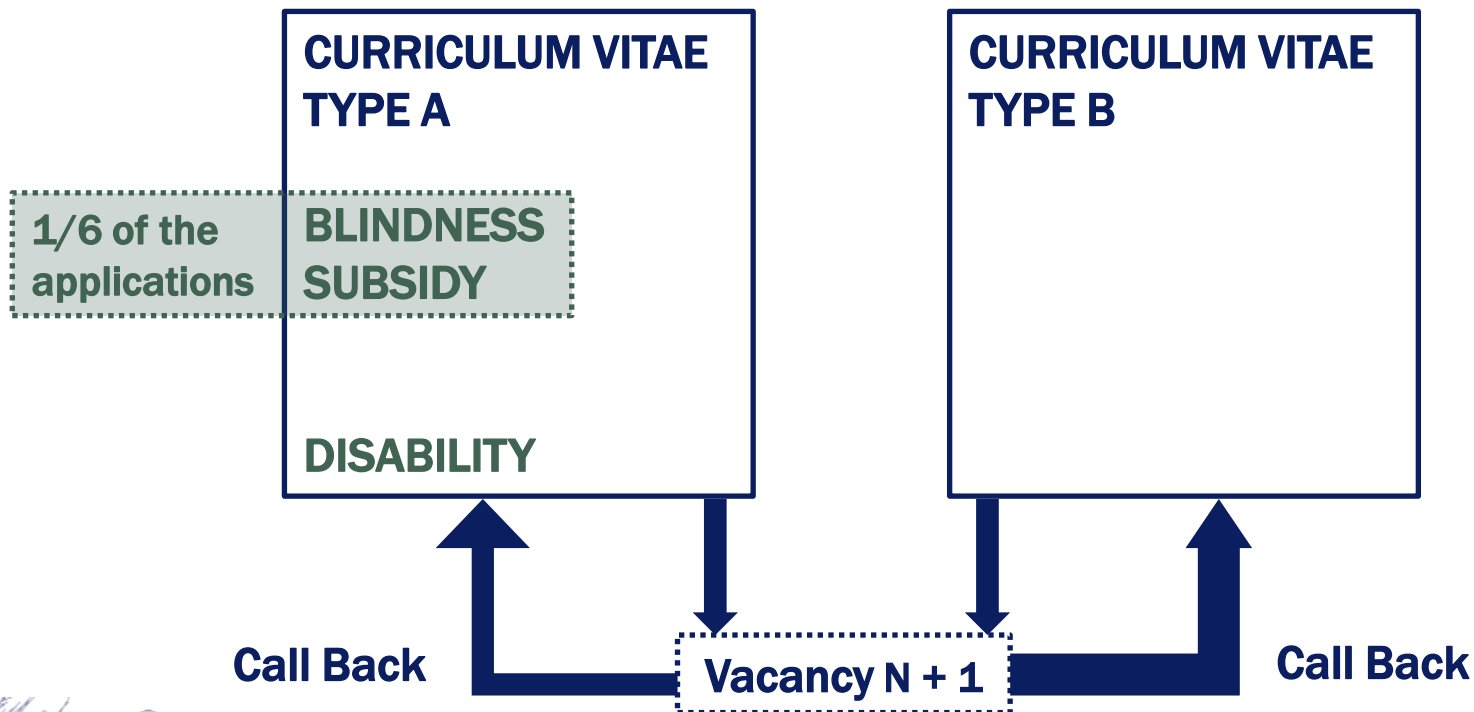 CURRICULUM VITAE
TYPE A
1/6 of the
applications
BLINDNESS
SUBSIDY
DISABILITY
CURRICULUM VITAE
TYPE B
Call Back
Vacancy N + 1
Call Back